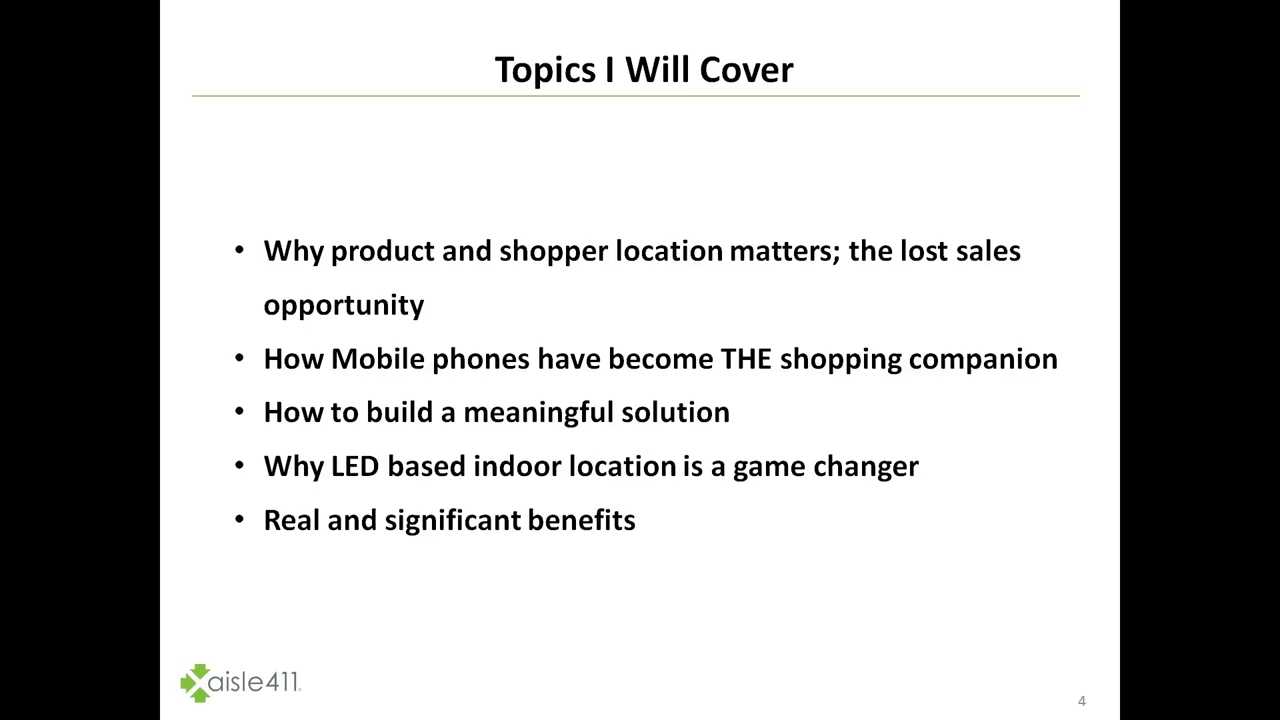 Topics I Will Cover
• Why product and shopper location matters; the lost sales
opportunity
• How Mobile phones have become THE shopping companion
• How to build a meaningful solution
• Why LED based indoor location is a game changer
• Real and significant benefits
aisle411
4